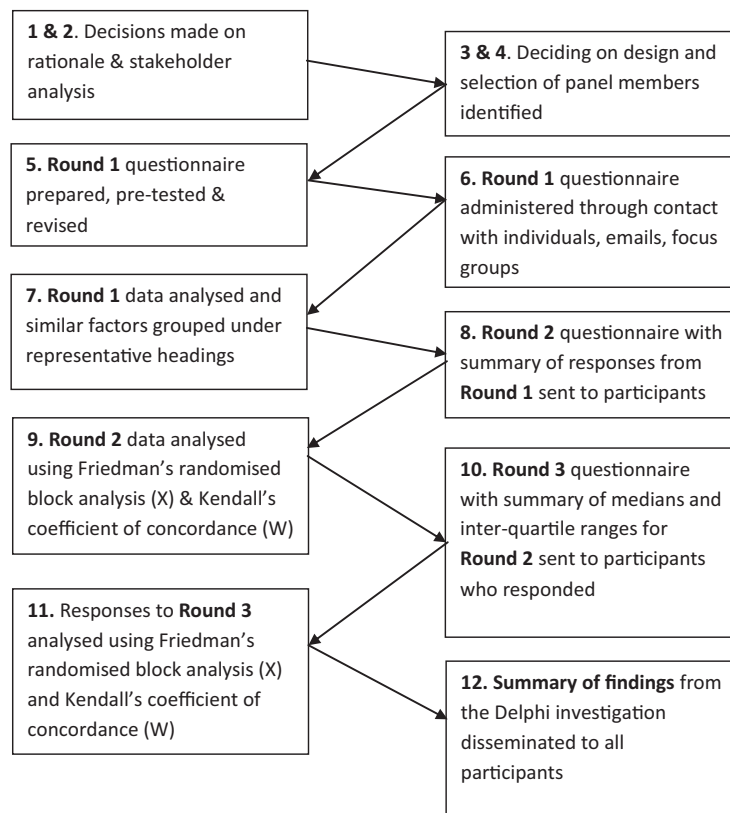 1 & 2. Decisions made on
rationale & stakeholder
analysis
3 & 4. Deciding on design and
selection of panel members
identified
5. Round 1 questionnaire
prepared, pre-tested &
revised
6. Round 1 questionnaire
administered through contact
with individuals, emails, focus
groups
7. Round 1 data analysed and
similar factors grouped under
representative headings
8. Round 2 questionnaire with
summary of responses from
Round 1 sent to participants
9. Round 2 data analysed
using Friedman’s randomised
block analysis (X) & Kendall’s
coefficient of concordance (W)
10. Round 3 questionnaire
with summary of medians and
inter-quartile ranges for
Round 2 sent to participants
who responded
11. Responses to Round 3
analysed using Friedman’s
randomised block analysis (X)
and Kendall’s coefficient of
concordance (W)
12. Summary of findings from
the Delphi investigation
disseminated to all
participants